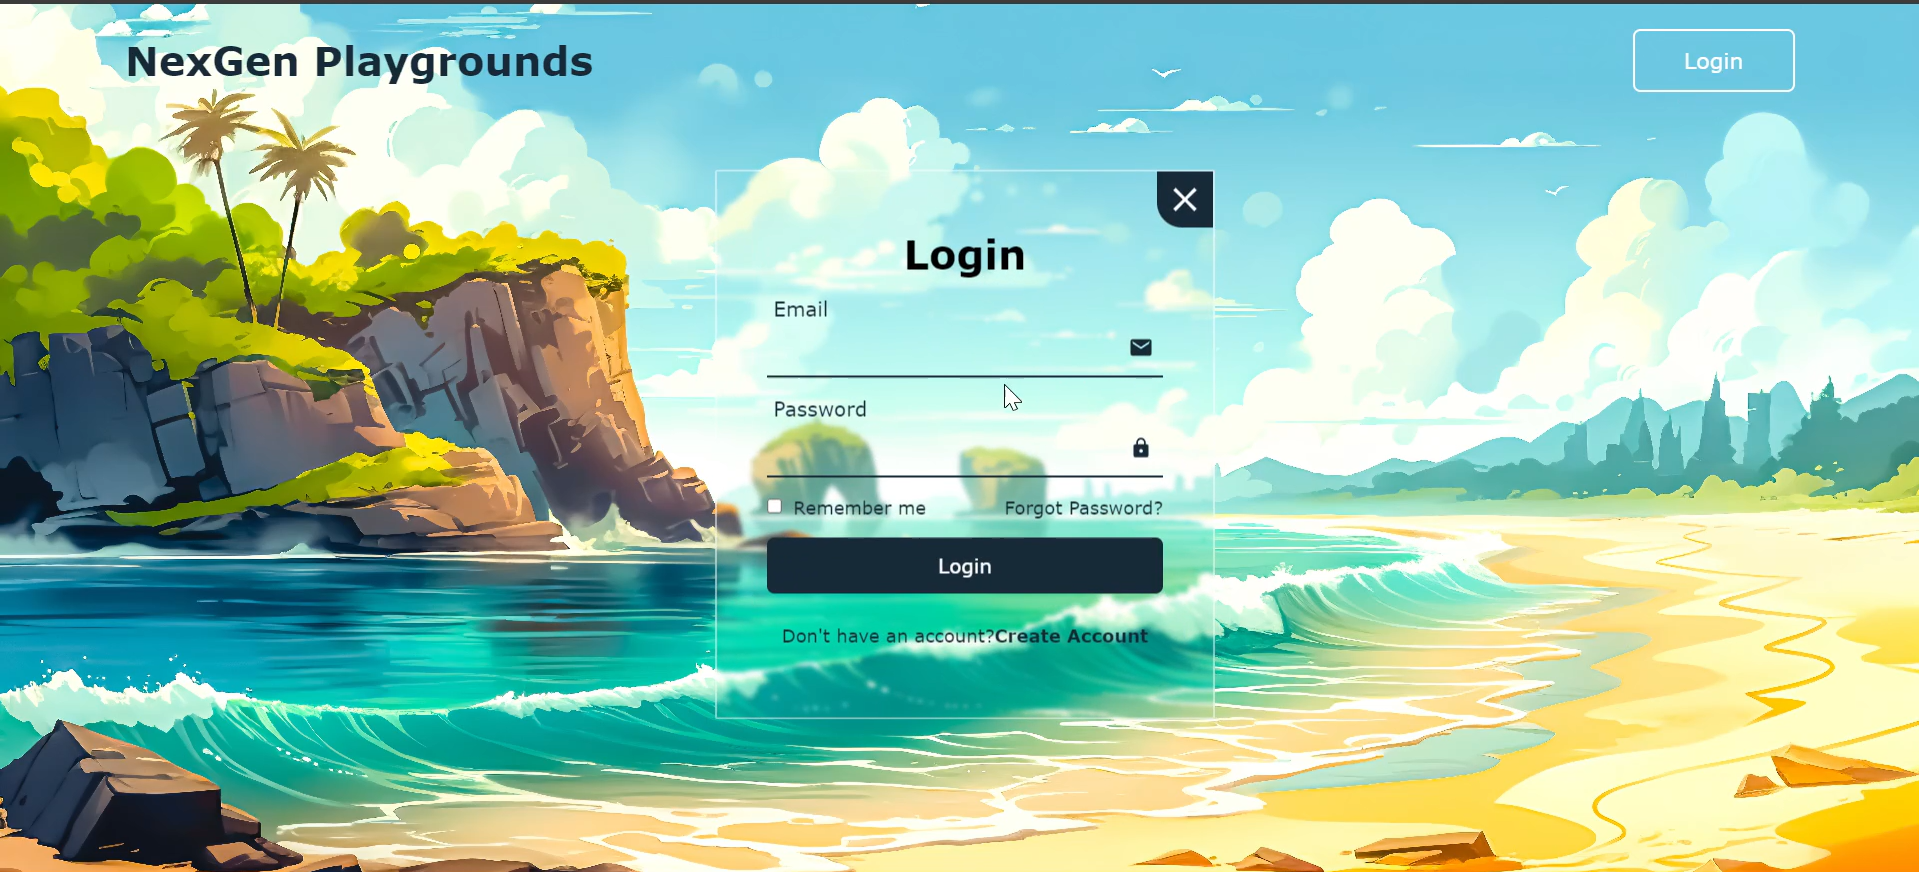 NexGen Playgrounds
Login
Login
Email
Password
Remember me Forgot Password?
Login
Don't have an account?Create Account